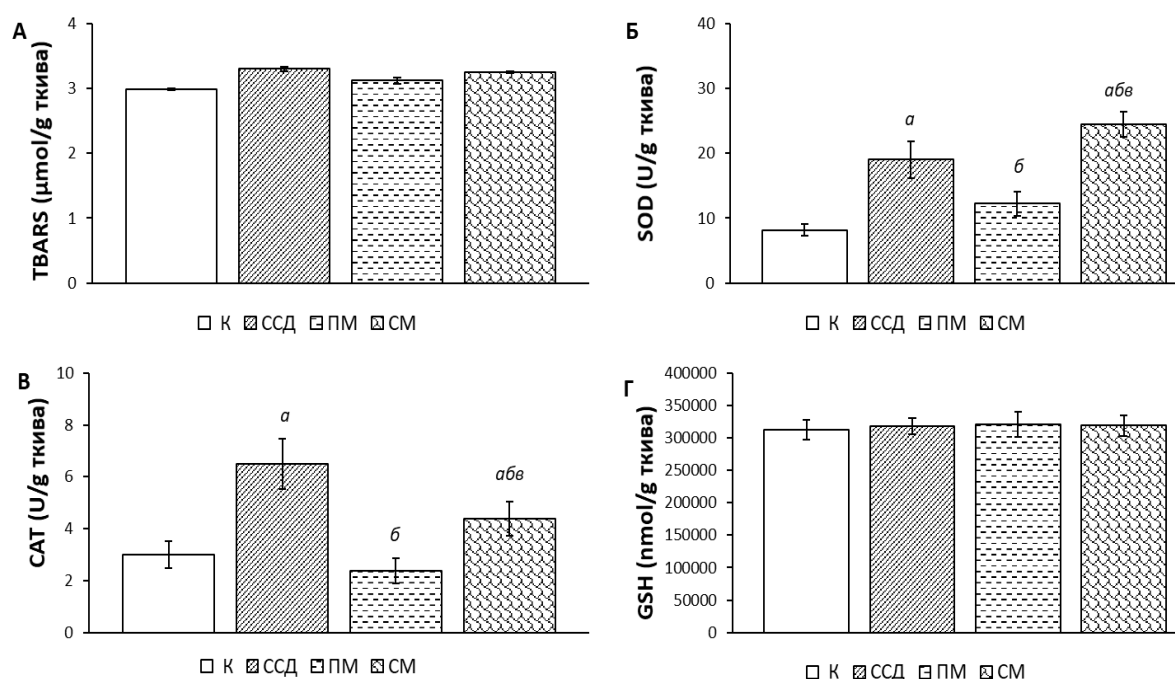 А
TBARS (µmol/g ткива)
4
3
2
1
0
К ССД ПМ СМ
Б
SOD (U/g ткива)
40
30
20
10
0
а
б
абв
К ССД ПМ СМ
В
CAT (U/g ткива)
10
8
6
4
2
0
а
б
абв
К ССД ПМ СМ
Г
GSH (nmol/g ткива)
400000
350000
300000
250000
200000
150000
100000
50000
0
К ССД ПМ СМ